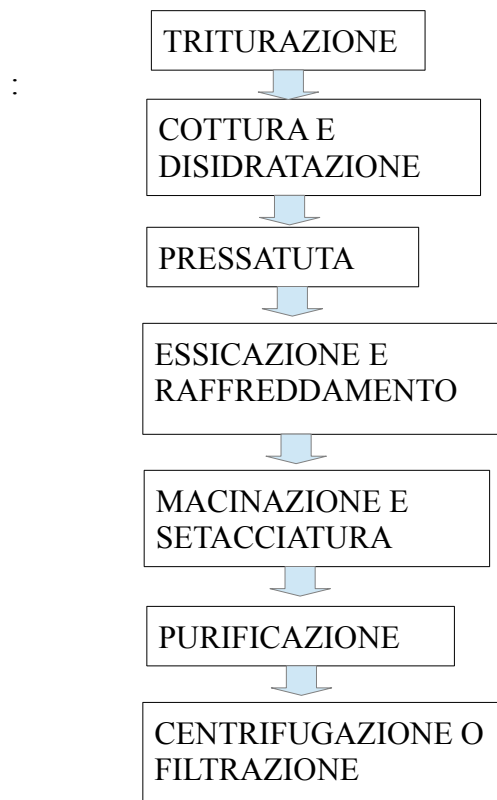 TRITURAZIONE
:
COTTURA E
DISIDRATAZIONE
PRESSATUTA
ESSICAZIONE E
RAFFREDDAMENTO
MACINAZIONE E
SETACCIATURA
PURIFICAZIONE
CENTRIFUGAZIONE O
FILTRAZIONE